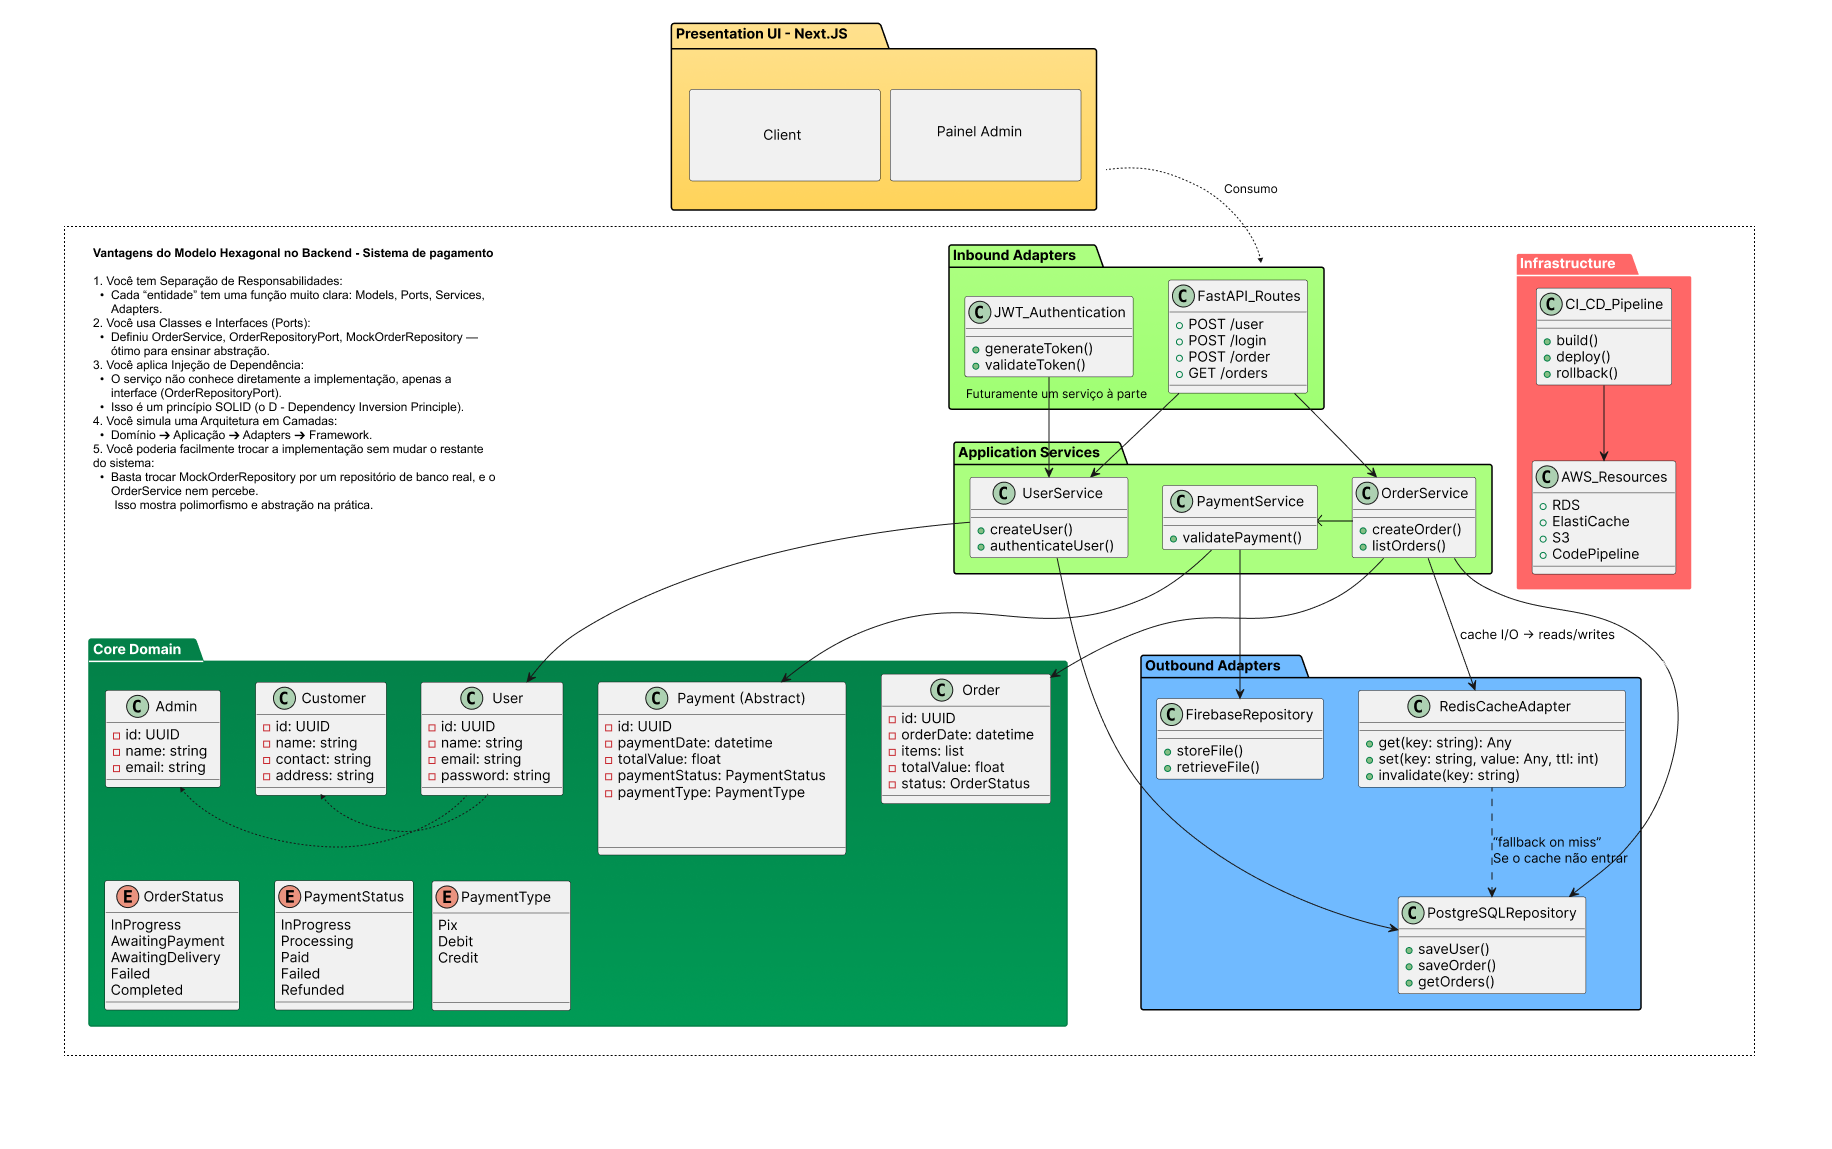 Presentation UI - Next.JS
Client
Painel Admin
Consumo
Vantagens do Modelo Hexagonal no Backend - Sistema de pagamento
1. Você tem Separação de Responsabilidades:
• Cada “entidade” tem uma função muito clara: Models, Ports, Services,
Adapters.
2. Você usa Classes e Interfaces (Ports):
• Definiu OrderService, OrderRepositoryPort, MockOrderRepository —
ótimo para ensinar abstração.
3. Você aplica Injeção de Dependência:
• O serviço não conhece diretamente a implementação, apenas a
interface (OrderRepositoryPort).
• Isso é um princípio SOLID (o D - Dependency Inversion Principle).
4. Você simula uma Arquitetura em Camadas:
• Domínio ➔ Aplicação ➔ Adapters ➔ Framework.
5. Você poderia facilmente trocar a implementação sem mudar o restante
do sistema:
• Basta trocar MockOrderRepository por um repositório de banco real, e o
OrderService nem percebe.
Isso mostra polimorfismo e abstração na prática.
Inbound Adapters
C JWT_Authentication
generateToken()
validateToken()
Futuramente um serviço à parte
C FastAPI_Routes
POST /user
POST /login
POST /order
GET /orders
Infrastructure
C CI_CD_Pipeline
build()
deploy()
rollback()
C AWS_Resources
RDS
ElastiCache
S3
CodePipeline
Application Services
C UserService
createUser()
authenticateUser()
C PaymentService
validatePayment()
C OrderService
createOrder()
listOrders()
cache I/O → reads/writes
Core Domain
C Admin
id: UUID
name: string
email: string
C Customer
id: UUID
name: string
contact: string
address: string
C User
id: UUID
name: string
email: string
password: string
C Payment (Abstract)
id: UUID
paymentDate: datetime
totalValue: float
paymentStatus: PaymentStatus
paymentType: PaymentType
C Order
id: UUID
orderDate: datetime
items: list
totalValue: float
status: OrderStatus
E OrderStatus
InProgress
AwaitingPayment
AwaitingDelivery
Failed
Completed
E PaymentStatus
InProgress
Processing
Paid
Failed
Refunded
E PaymentType
Pix
Debit
Credit
Outbound Adapters
C FirebaseRepository
storeFile()
retrieveFile()
C RedisCacheAdapter
get(key: string): Any
set(key: string, value: Any, ttl: int)
invalidate(key: string)
“fallback on miss”
Se o cache não entrar
C PostgreSQLRepository
saveUser()
saveOrder()
getOrders()